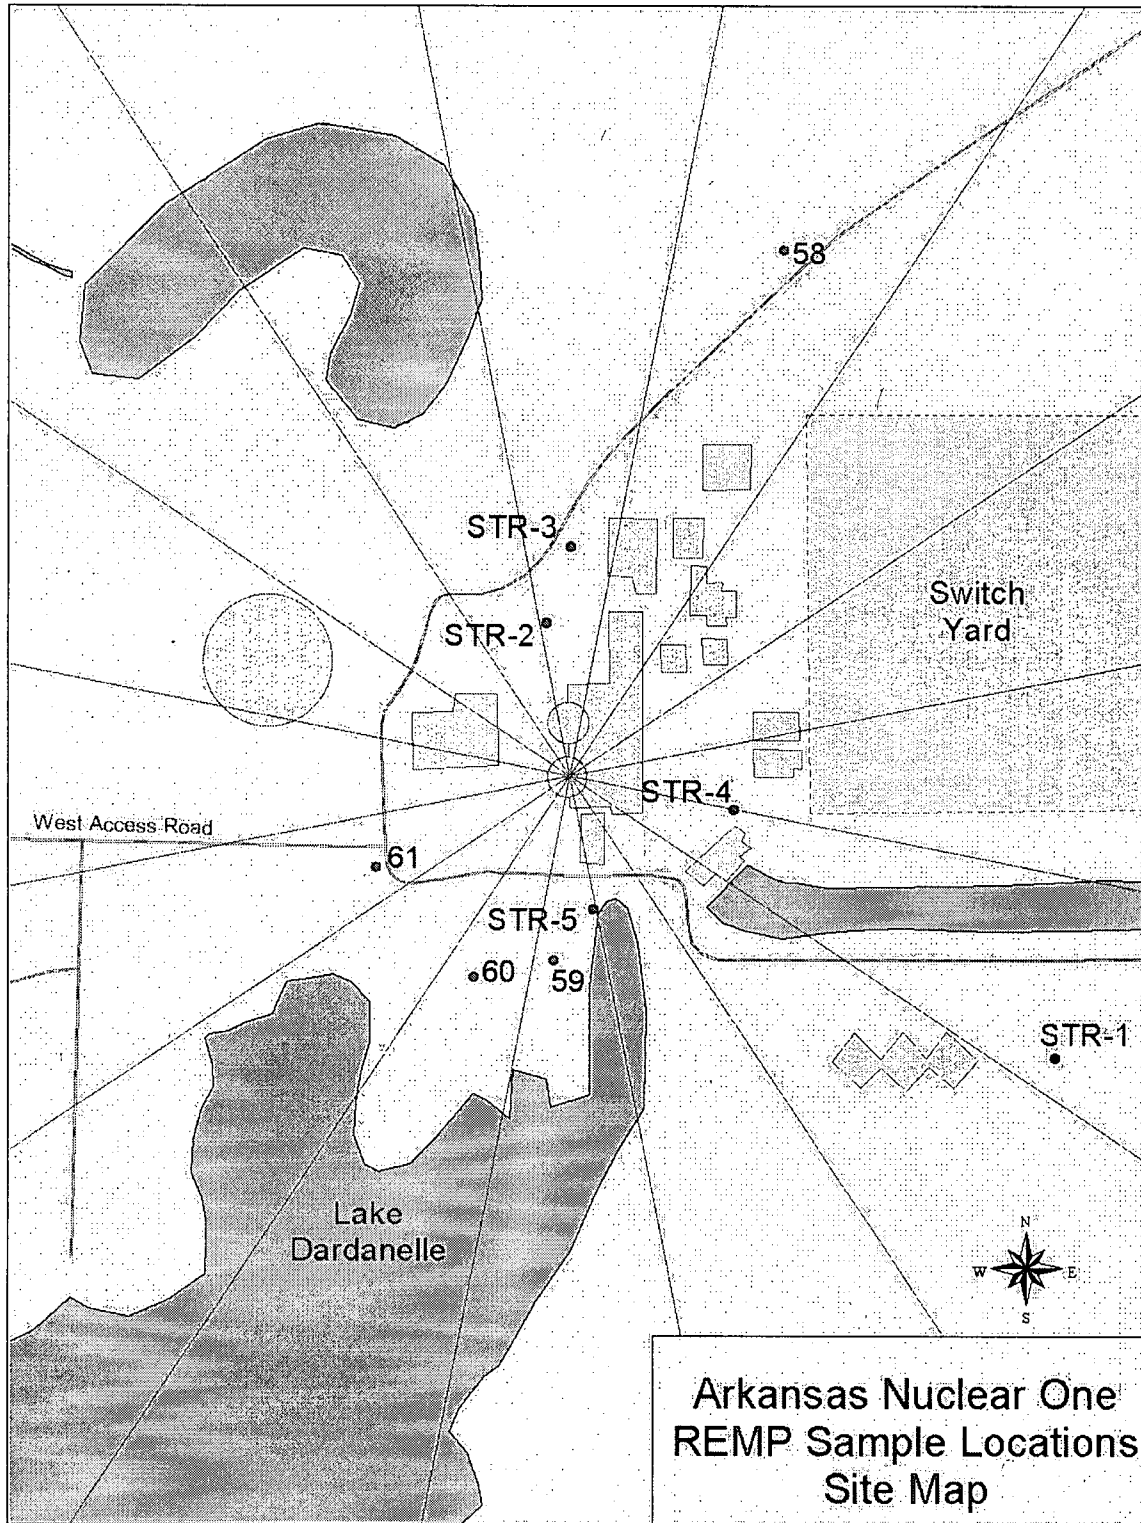 58
STR-3
STR-2
Switch
Yard
STR-4
West Access Road
61
STR-5
60
59
STR-1
Lake
Dardanelle
N
W
E
S
Arkansas Nuclear One
REMP Sample Locations
Site Map